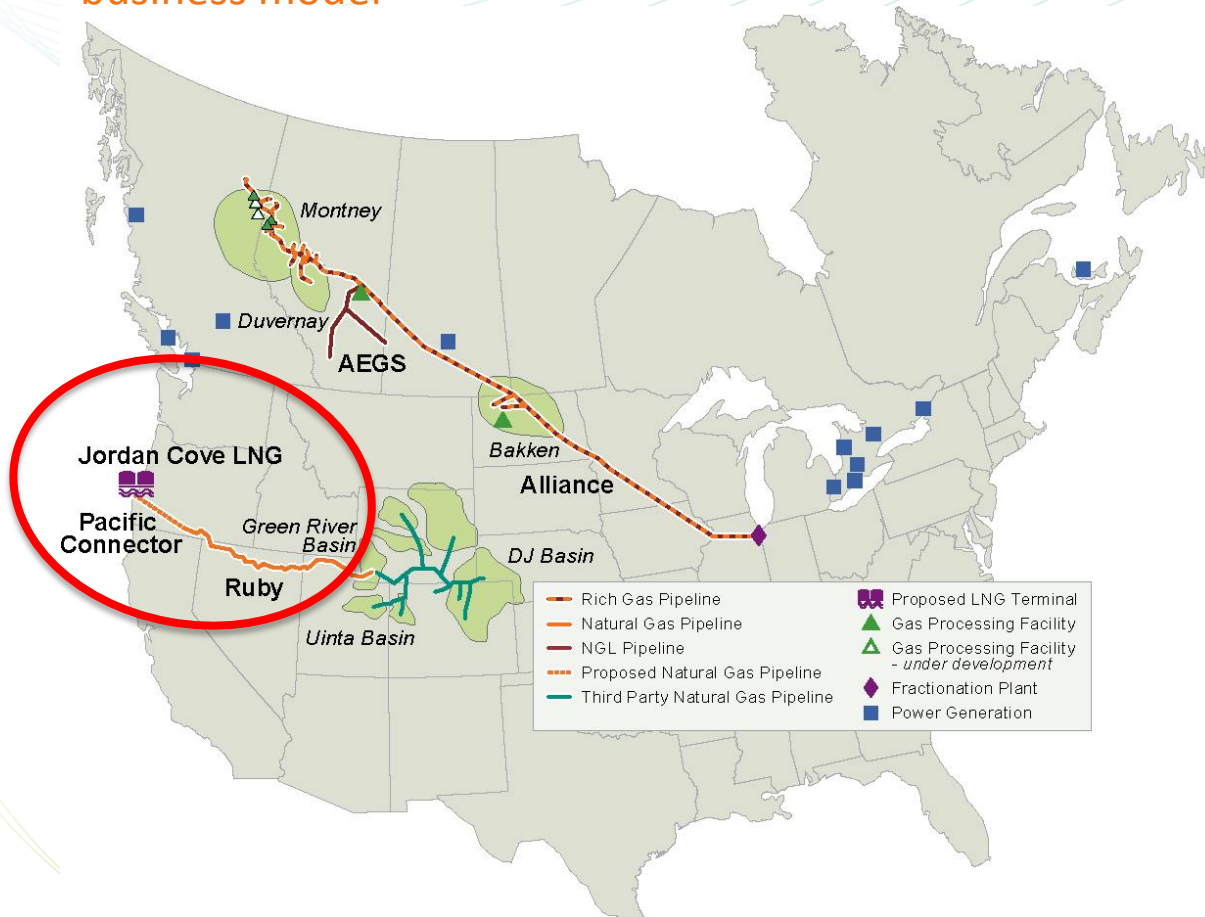 business model
Montney
Duvernay
AEGS
Bakken
Alliance
Jordan Cove LNG
Pacific
Connector
Green River
Basin
Ruby
DJ Basin
Uinta Basin
Rich Gas Pipeline
Natural Gas Pipeline
NGL Pipeline
Proposed Natural Gas Pipeline
Third Party Natural Gas Pipeline
Proposed LNG Terminal
Gas Processing Facility
Gas Processing Facility
- under development
Fractionation Plant
Power Generation